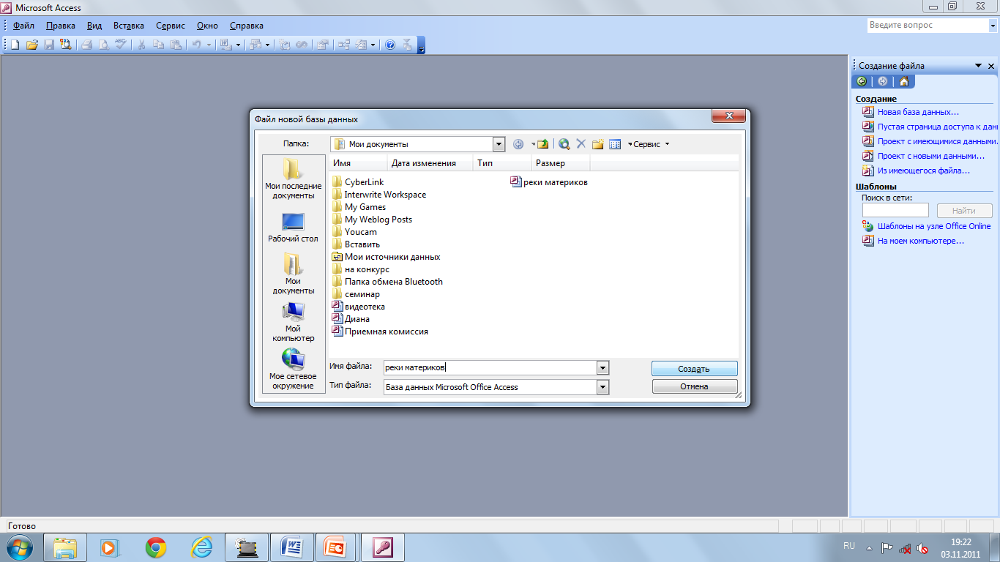 Microsoft Access
Файл Правка Вид Вставка Сервис Окно Справка
Введите вопрос
Создание файла
Создание
Новая база данных...
Пустая страница доступа к дан
Проект с имеющимися данными.
Проект с новыми данными...
Из имеющегося файла...
Шаблоны
Поиск в сети:
Найти
Шаблоны на узле Office Online
На моем компьютере...
Файл новой базы данных
Папка:
Мои документы
Сервис
Мои последние
документы
Рабочий стол
Мои
документы
Мой
компьютер
Мое сетевое
окружение
Имя Дата изменения Тип Размер
CyberLink
Interwrite Workspace
My Games
My Weblog Posts
Youcam
Вставить
Мои источники данных
на конкурс
Папка обмена Bluetooth
семинар
видеотека
Диана
Приемная комиссия
реки материков
Имя файла:
реки материков
Создать
Тип файла:
База данных Microsoft Office Access
Отмена
Готово
RU
19:22
03.11.2011